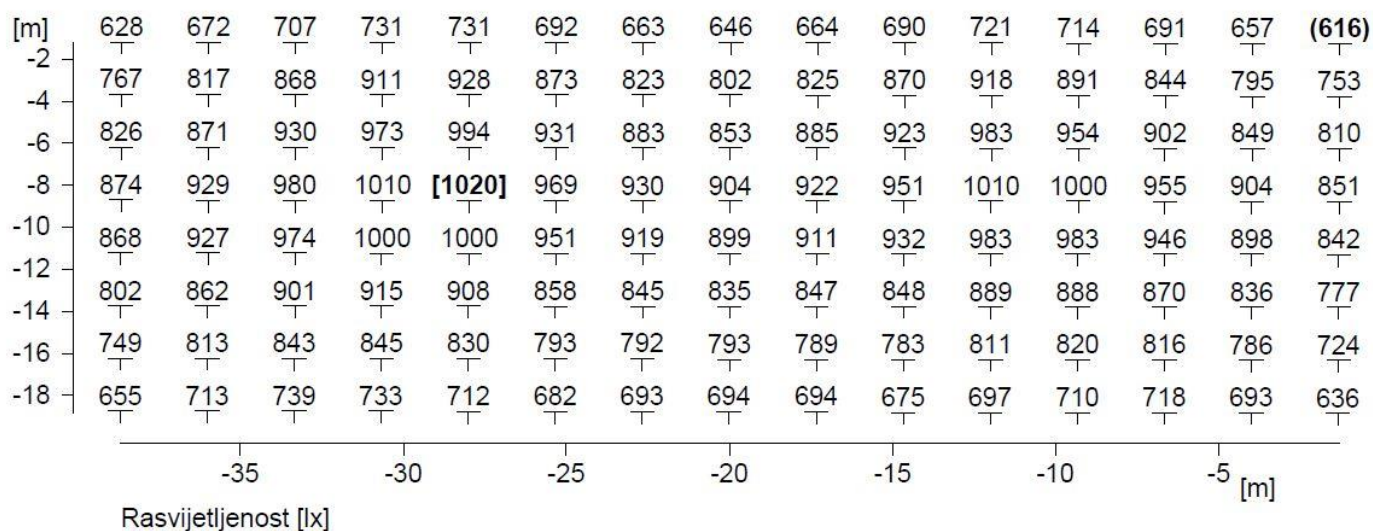 [m] 628 672 707 731 731 692 663 646 664 690 721 714 691 657 (616)
-2
767 817 868 911 928 873 823 802 825 870 918 891 844 795 753
-4
826 871 930 973 994 931 883 853 885 923 983 954 902 849 810
-6
-8 874 929 980 1010 [1020] 969 930 904 922 951 1010 1000 955 904 851
-10 868 927 974 1000 1000 951 919 899 911 932 983 983 946 898 842
-12
802 862 901 915 908 858 845 835 847 848 889 888 870 836 777
-14
749 813 843 845 830 793 792 793 789 783 811 820 816 786 724
-16
-18 655 713 739 733 712 682 693 694 694 675 697 710 718 693 636
-35 -30 -25 -20 -15 -10 -5 [m]
Rasvijetljenost [lx]